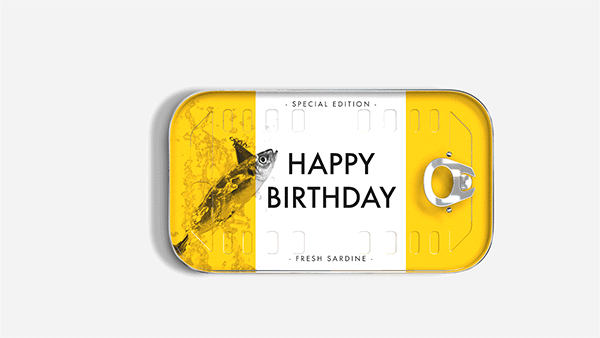 · SPECIAL EDITION ·
HAPPY
BIRTHDAY
· FRESH SARDINE ·